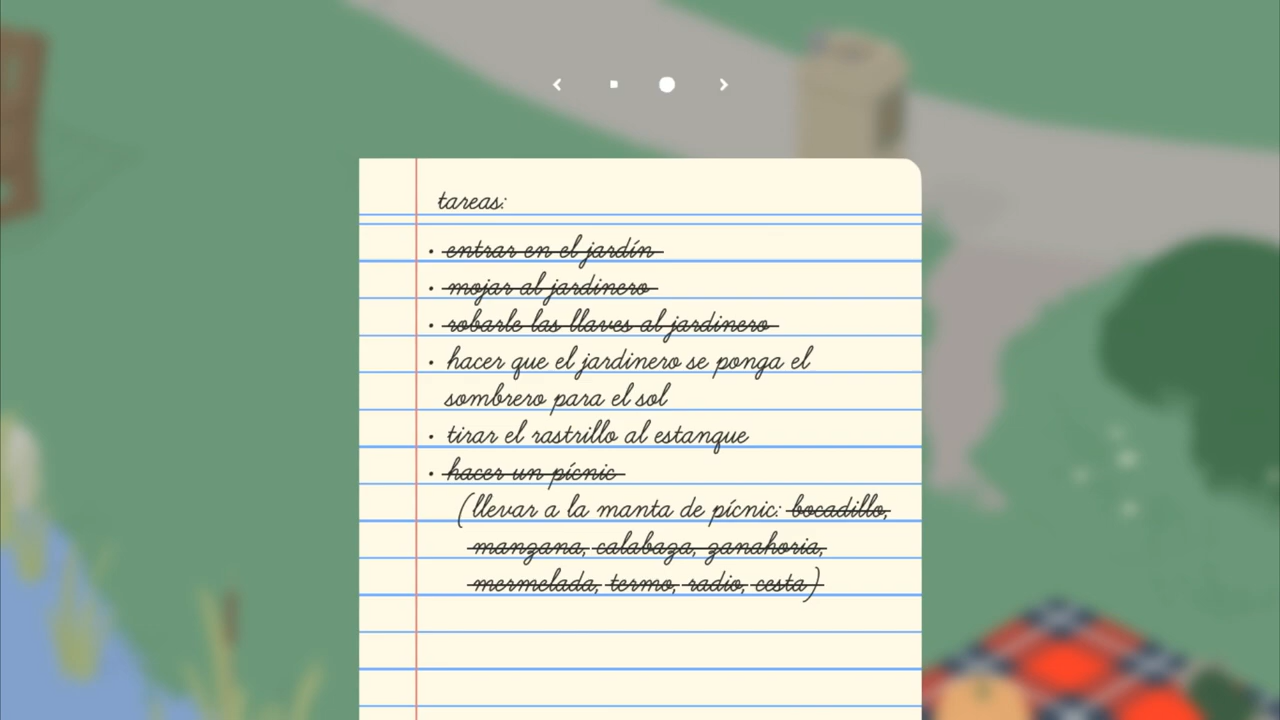 tareas:
• entrar en el jardín
• mojar al jardinero
• robarle las llaves al jardinero
• hacer que el jardinero se ponga el
sombrero para el sol
• tirar el rastrillo al estanque
• hacer un pícnic
(llevar a la manta de pícnic: bocadillo,
manzana, calabaza, zanahoria,
mermelada, termo, radio, cesta)